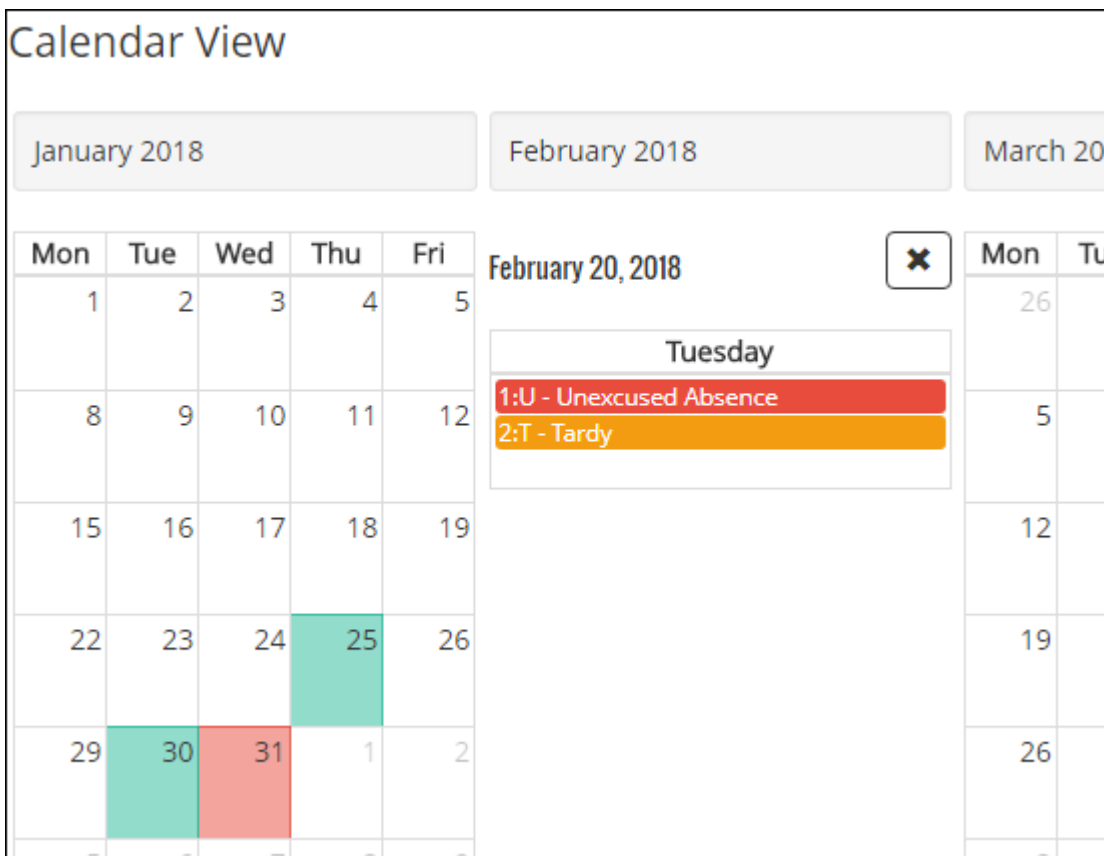 Calendar View
January 2018
February 2018
March 20
Mon Tue Wed Thu Fri
1 2 3 4 5
8 9 10 11 12
15 16 17 18 19
22 23 24 25 26
29 30 31 1 2
February 20, 2018
Tuesday
1:U - Unexcused Absence
2:T - Tardy
Mon Tu
26
5
12
19
26